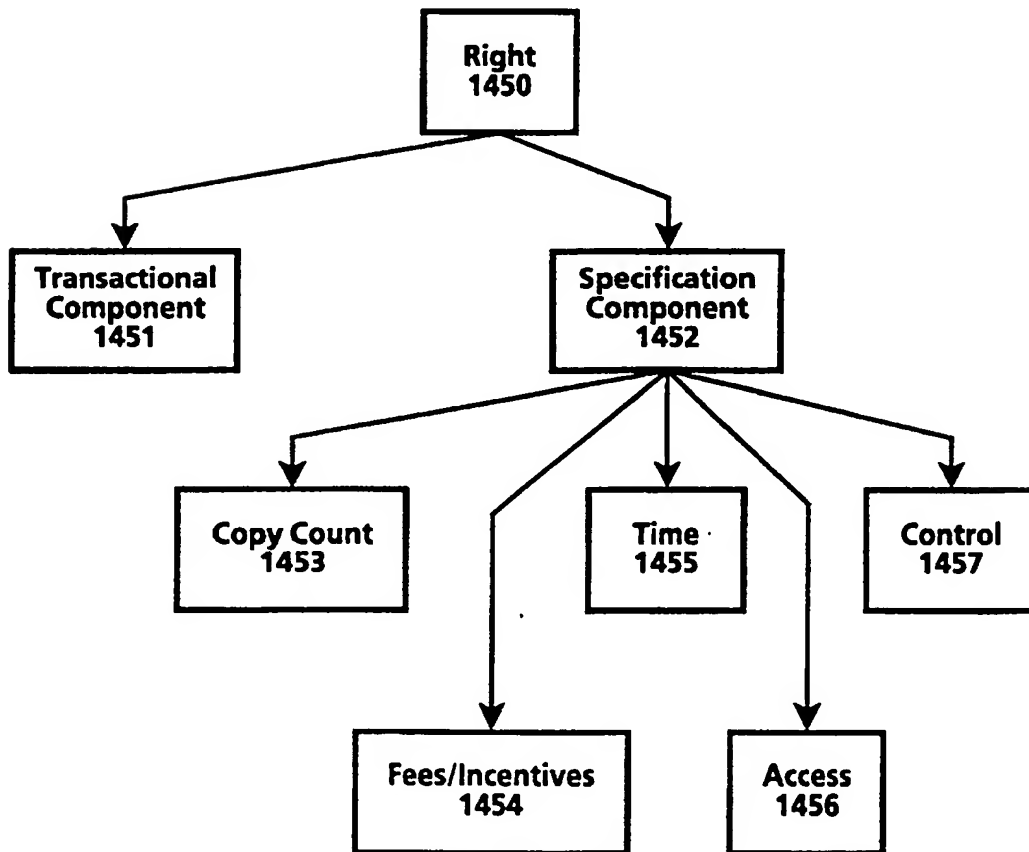 Right
1450
Transactional
Component
1451
Specification
Component
1452
Copy Count
1453
Time
1455
Control
1457
Fees/Incentives
1454
Access
1456